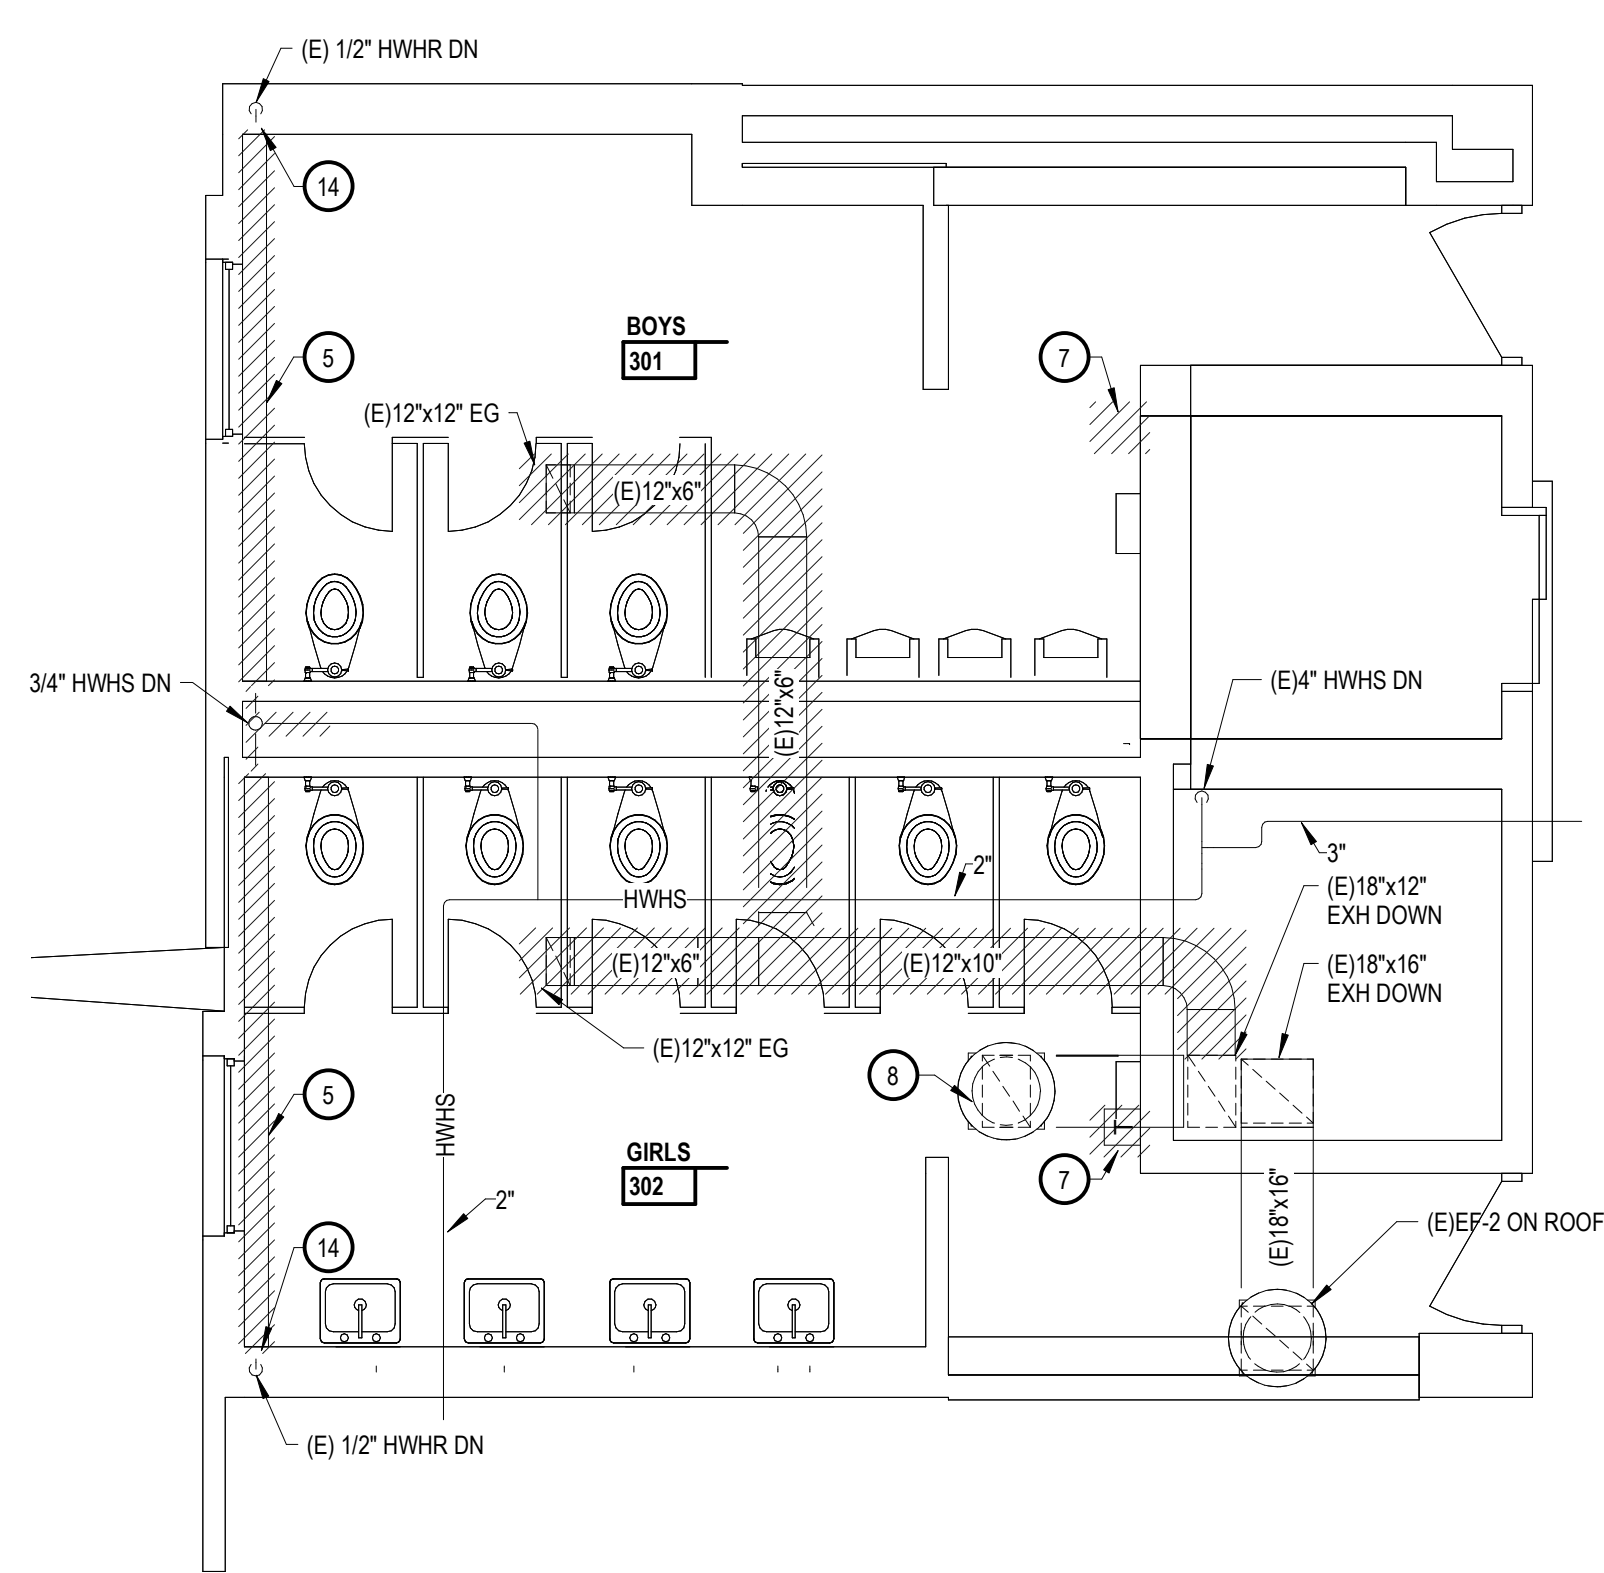 (E) 1/2" HWHR DN
14
BOYS
301
5
7
(E)12"x12" EG
(E)12"x6"
3/4" HWHS DN
(E)12"x6"
(E)4" HWHS DN
3"
2"
HWHS
(E)18"x12"
EXH DOWN
(E)12"x6"
(E)12"x10"
(E)18"x16"
EXH DOWN
(E)12"x12" EG
8
5
HWHS
T
GIRLS
302
7
2"
(E)18"x16"
(E)EF-2 ON ROOF
14
(E) 1/2" HWHR DN